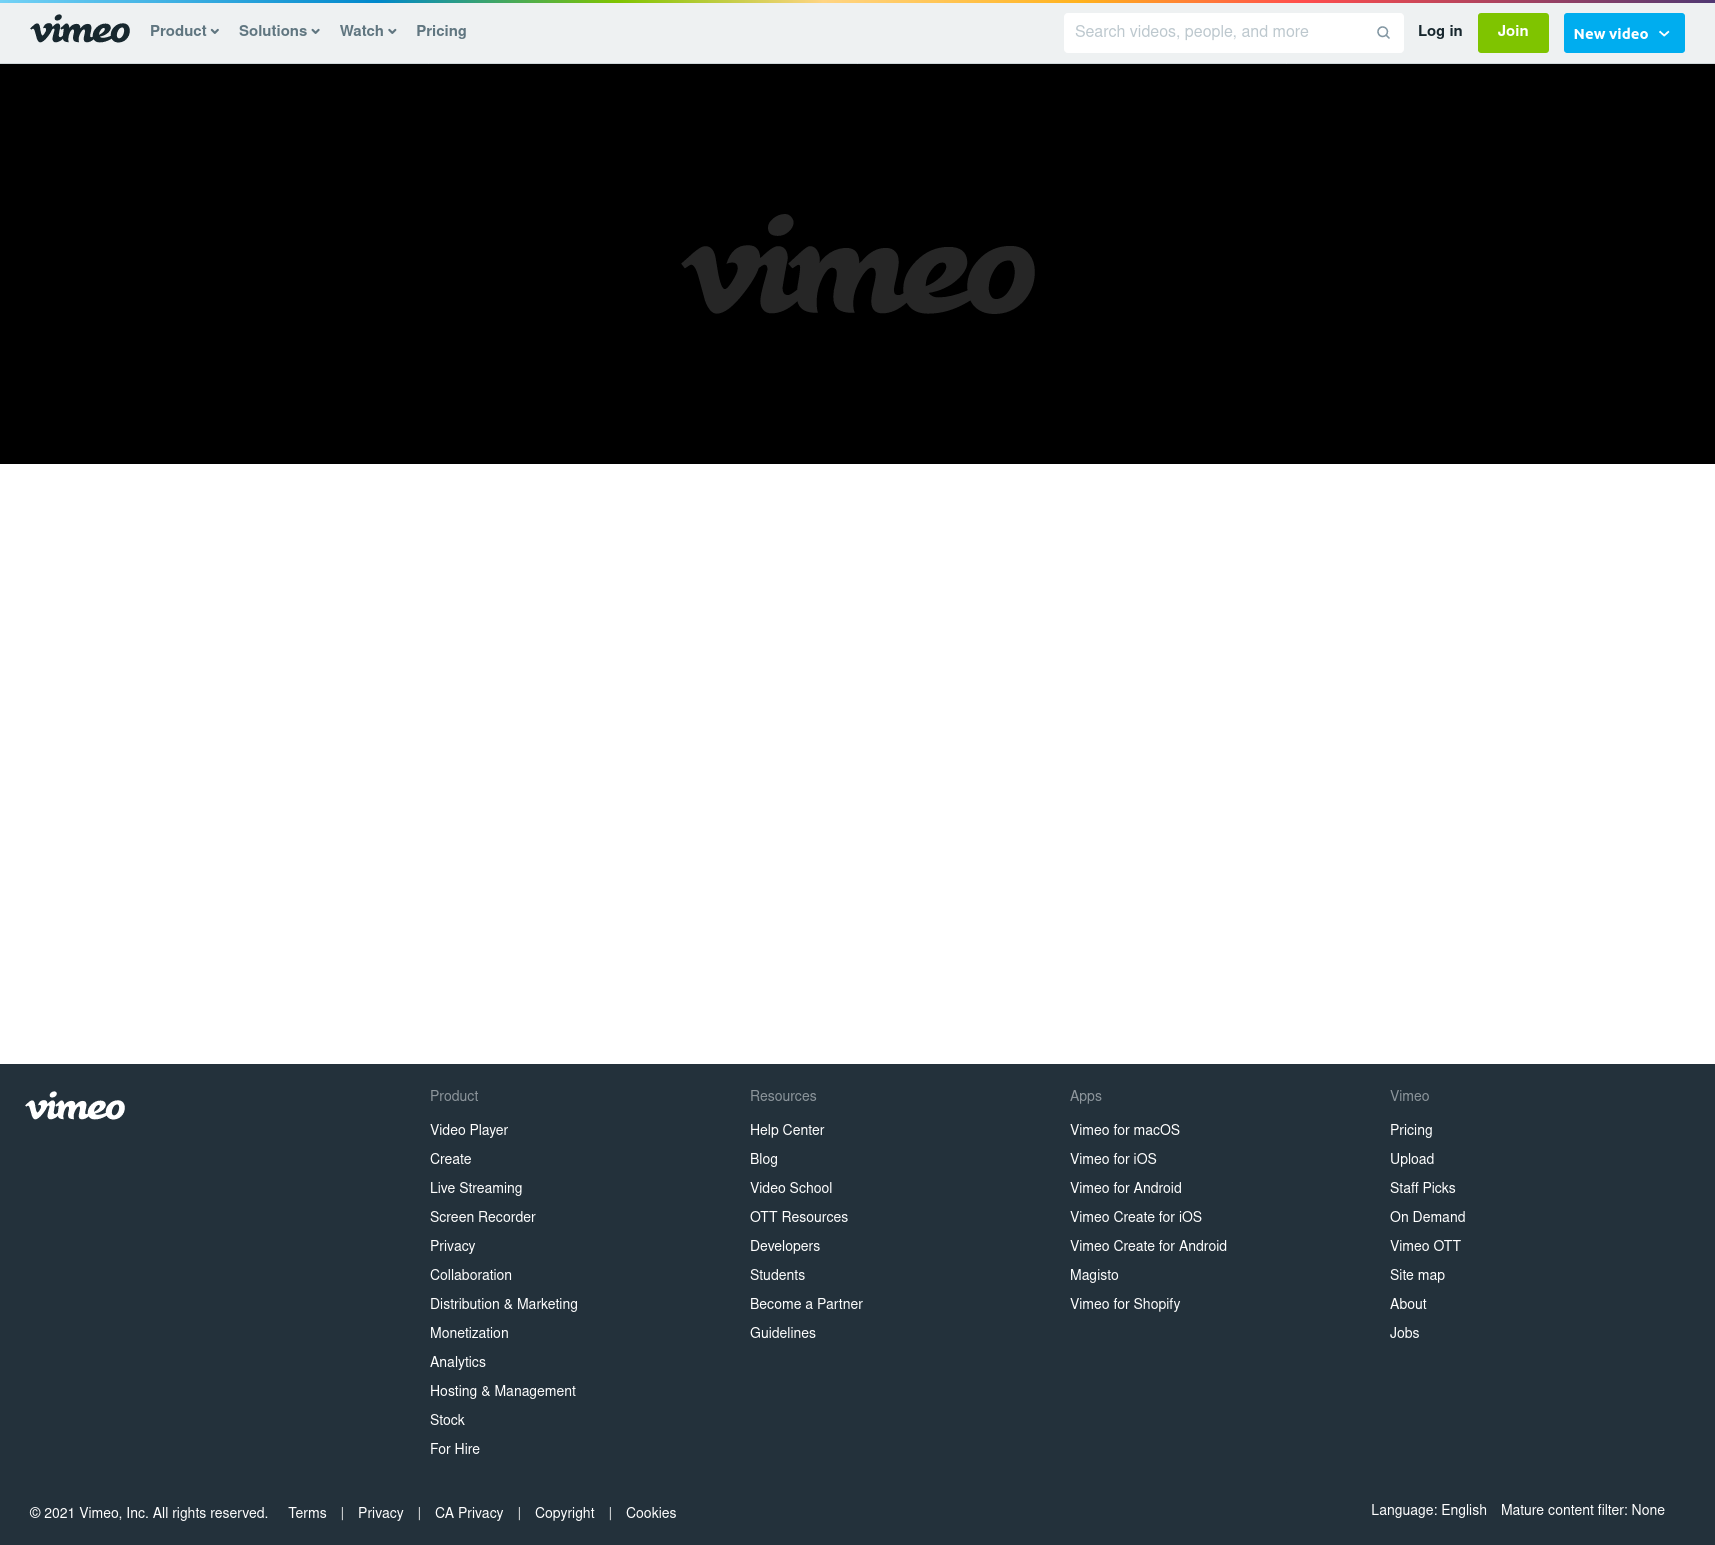 vimeo Product Solutions Watch Pricing Search videos, people, and more Log in Join New video
vimeo
vimeo
Product
Video Player
Create
Live Streaming
Screen Recorder
Privacy
Collaboration
Distribution & Marketing
Monetization
Analytics
Hosting & Management
Stock
For Hire
Resources
Help Center
Blog
Video School
OTT Resources
Developers
Students
Become a Partner
Guidelines
Apps
Vimeo for macOS
Vimeo for iOS
Vimeo for Android
Vimeo Create for iOS
Vimeo Create for Android
Magisto
Vimeo for Shopify
Vimeo
Pricing
Upload
Staff Picks
On Demand
Vimeo OTT
Site map
About
Jobs
© 2021 Vimeo, Inc. All rights reserved. Terms | Privacy | CA Privacy | Copyright | Cookies
Language: English Mature content filter: None